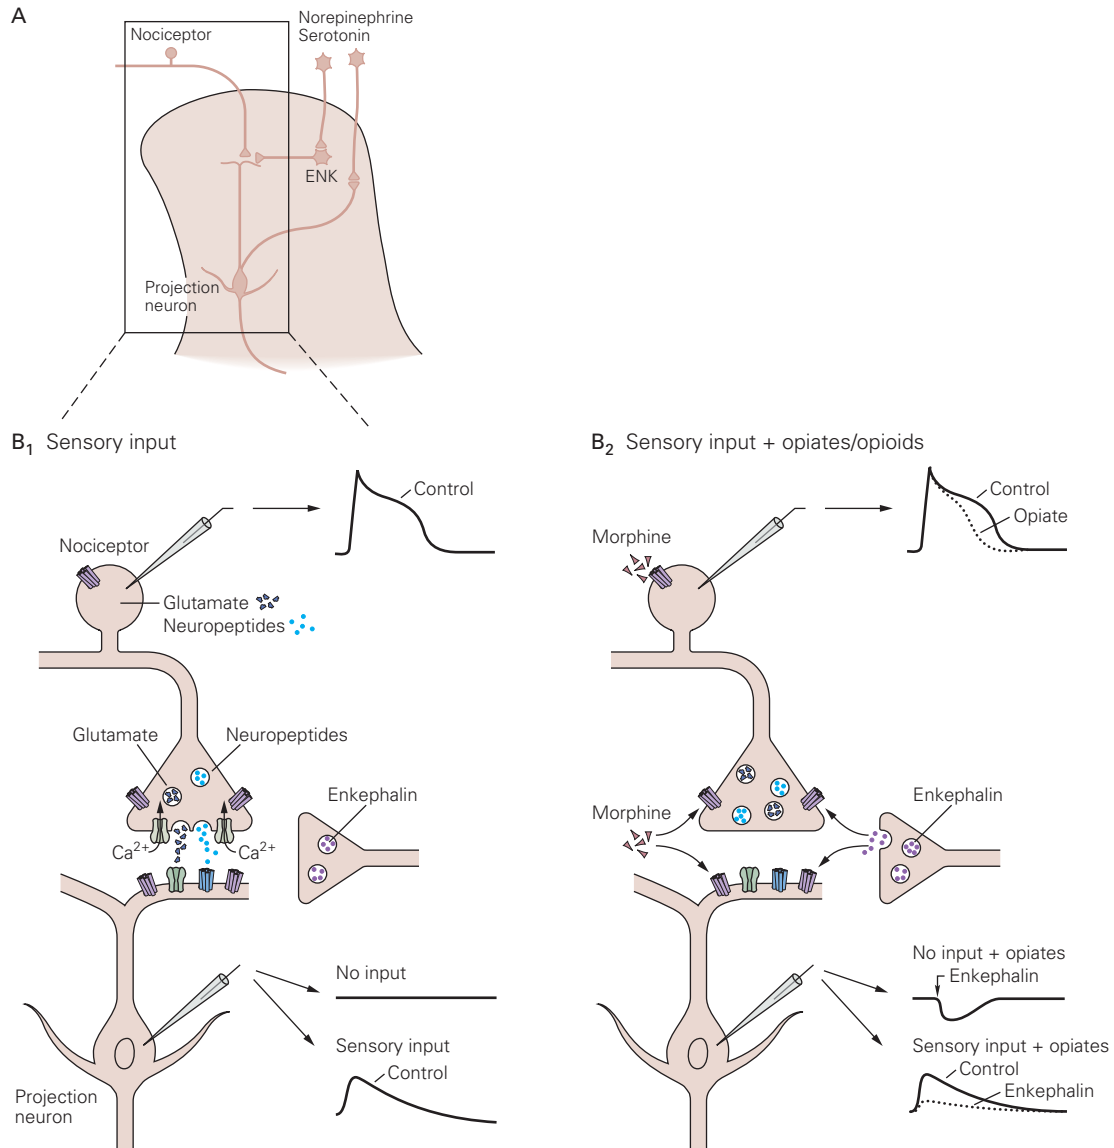 A
Nociceptor
Norepinephrine
Serotonin
ENK
Projection
neuron
B1 Sensory input
Control
Nociceptor
Glutamate
Neuropeptides
Glutamate
Neuropeptides
Enkephalin
Ca2+
Ca2+
No input
Sensory input
Control
Projection
neuron
B2 Sensory input + opiates/opioids
Control
Opiate
Morphine
Morphine
Enkephalin
No input + opiates
Enkephalin
Sensory input + opiates
Control
Enkephalin